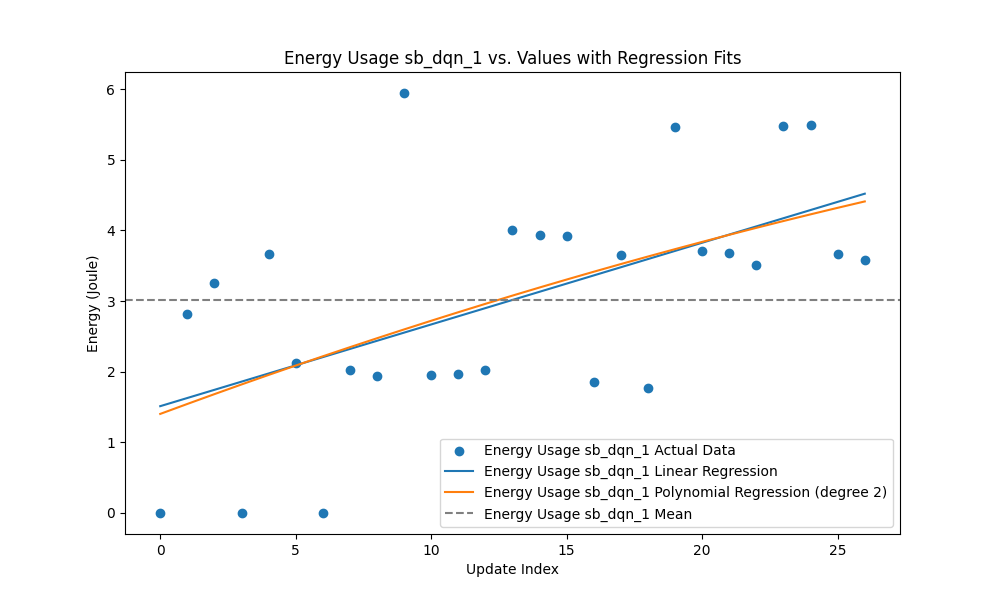 Energy Usage sb_dqn_1 vs. Values with Regression Fits
6
5
4
3
2
1
0
Energy (Joule)
Energy Usage sb_dqn_1 Actual Data
Energy Usage sb_dqn_1 Linear Regression
Energy Usage sb_dqn_1 Polynomial Regression (degree 2)
Energy Usage sb_dqn_1 Mean
0 5 10 15 20 25
Update Index